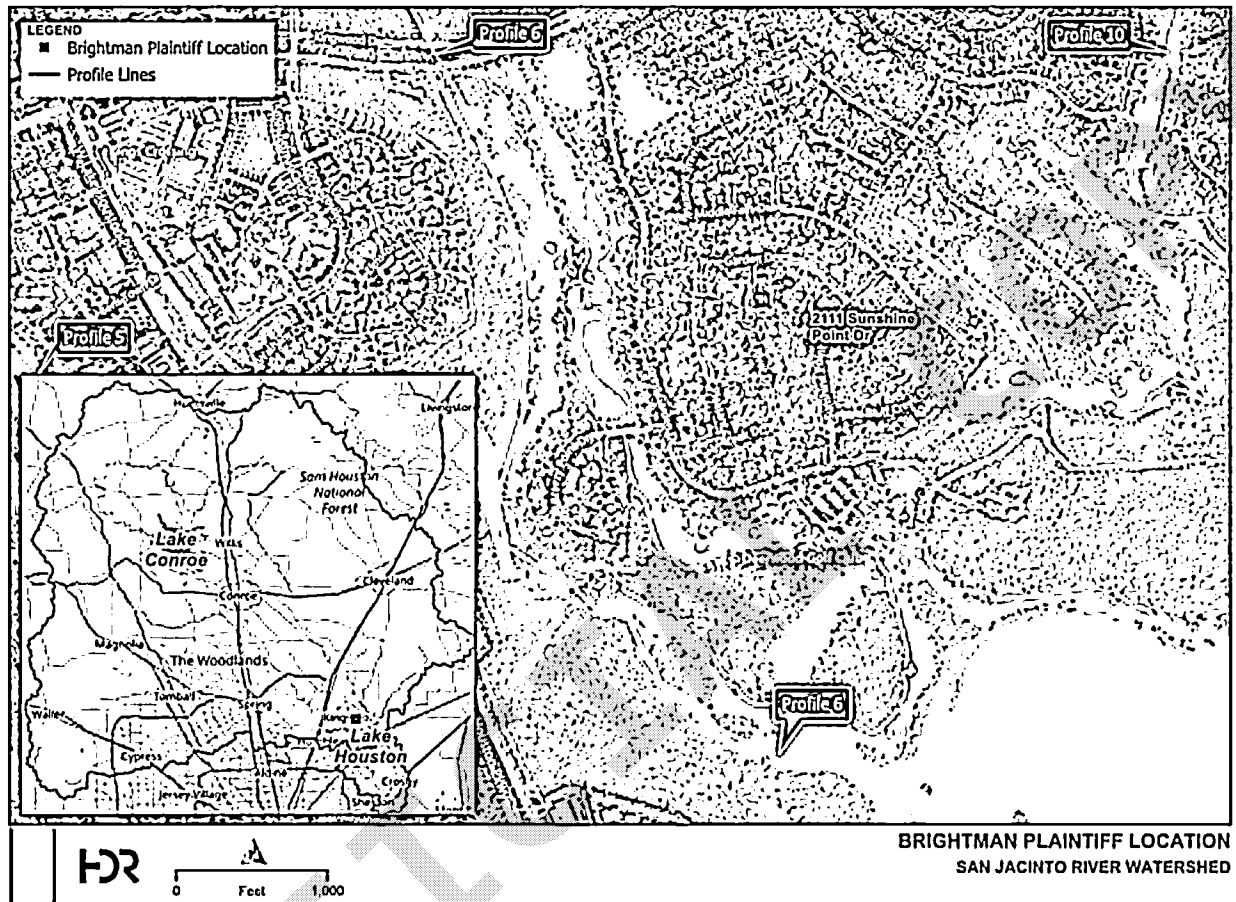 LEGEND
Brightman Plaintiff Location
Profile Lines
Profile 6
Profile 10
2111 Sunshine
Point Dr
Profile 5
Livingston
Sam Houston
National
Forest
Lake
Conroe
Willis
Cleveland
Conroe
Magnolia
The Woodlands
Tomball
Spring
Waller
Lake
Houston
Cypress
Aldine
Crosby
Jersey Village
Sheldon
Profile 6
BRIGHTMAN PLAINTIFF LOCATION
SAN JACINTO RIVER WATERSHED
HDR
Feet
0 1,000